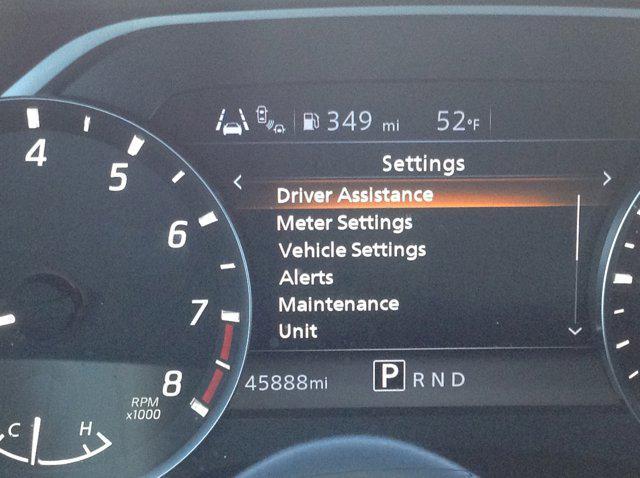 349 mi 52°F
Settings
Driver Assistance
Meter Settings
Vehicle Settings
Alerts
Maintenance
Unit
45888mi P R N D
4
5
6
7
8
RPM
x1000
C H